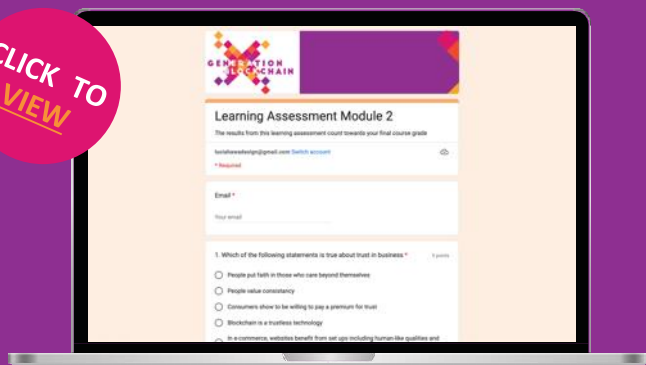 CLICK TO
VIEW
GENERATION
BLOCKCHAIN
Learning Assessment Module 2
The results from this learning assessment count towards your final course grade
Switch account
* Required
Email *
Your email
1. Which of the following statements is true about trust in business *
5 points
People put faith in those who care beyond themselves
People value consistancy
Consumers show to be willing to pay a premium for trust
Blockchain is a trustless technology
In e-commerce, websites benefit from set ups including human-like qualities and